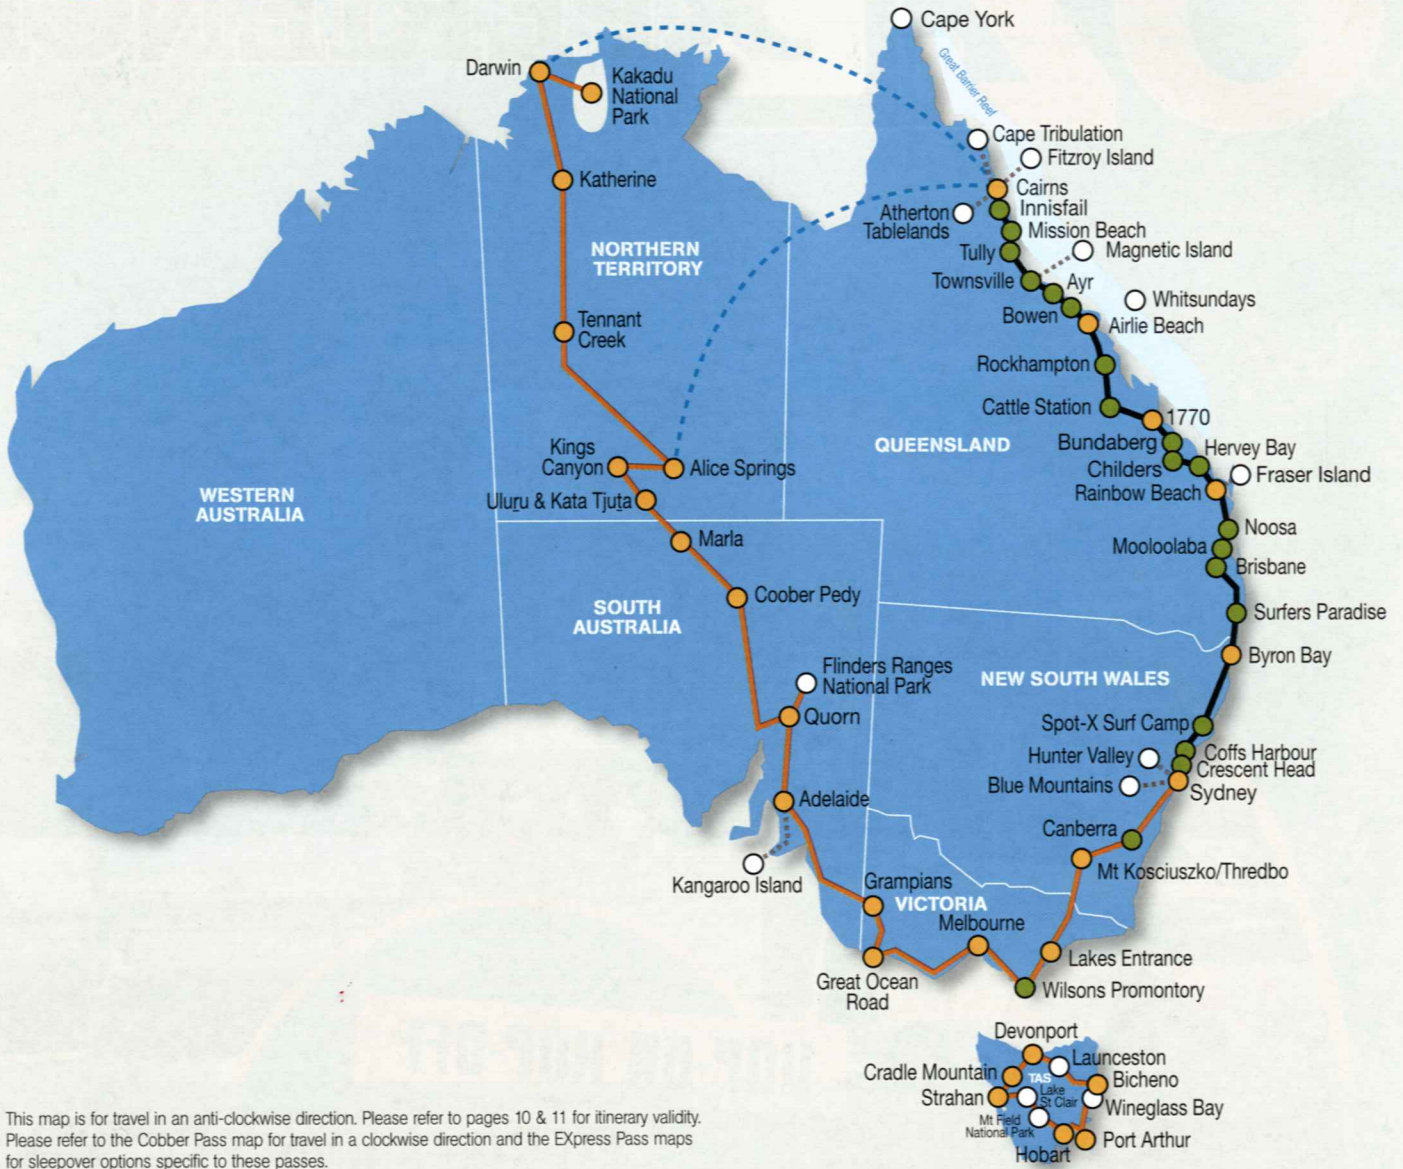 Cape York
Great Barrier Reef
Darwin
Kakadu
National
Park
Cape Tribulation
Fitzroy Island
Katherine
Cairns
Innisfail
Atherton
Tablelands
Mission Beach
NORTHERN
TERRITORY
Tully
Magnetic Island
Townsville
Ayr
Whitsundays
Bowen
Airlie Beach
Tennant
Creek
Rockhampton
Cattle Station
1770
QUEENSLAND
Bundaberg
Hervey Bay
Kings
Canyon
Alice Springs
Childers
Fraser Island
Rainbow Beach
WESTERN
AUSTRALIA
Uluṟu & Kata Tjuṯa
Noosa
Marla
Mooloolaba
Brisbane
Coober Pedy
SOUTH
AUSTRALIA
Surfers Paradise
Byron Bay
Flinders Ranges
National Park
NEW SOUTH WALES
Quorn
Spot-X Surf Camp
Hunter Valley
Coffs Harbour
Crescent Head
Blue Mountains
Sydney
Adelaide
Canberra
Mt Kosciuszko/Thredbo
Kangaroo Island
Grampians
VICTORIA
Melbourne
Lakes Entrance
Great Ocean
Road
Wilsons Promontory
Devonport
Launceston
Cradle Mountain
TAS
Bicheno
Strahan
Lake
St Clair
Wineglass Bay
Mt Field
National Park
Port Arthur
Hobart
This map is for travel in an anti-clockwise direction. Please refer to pages 10 & 11 for itinerary validity.
Please refer to the Cobber Pass map for travel in a clockwise direction and the EXpress Pass maps
for sleepover options specific to these passes.